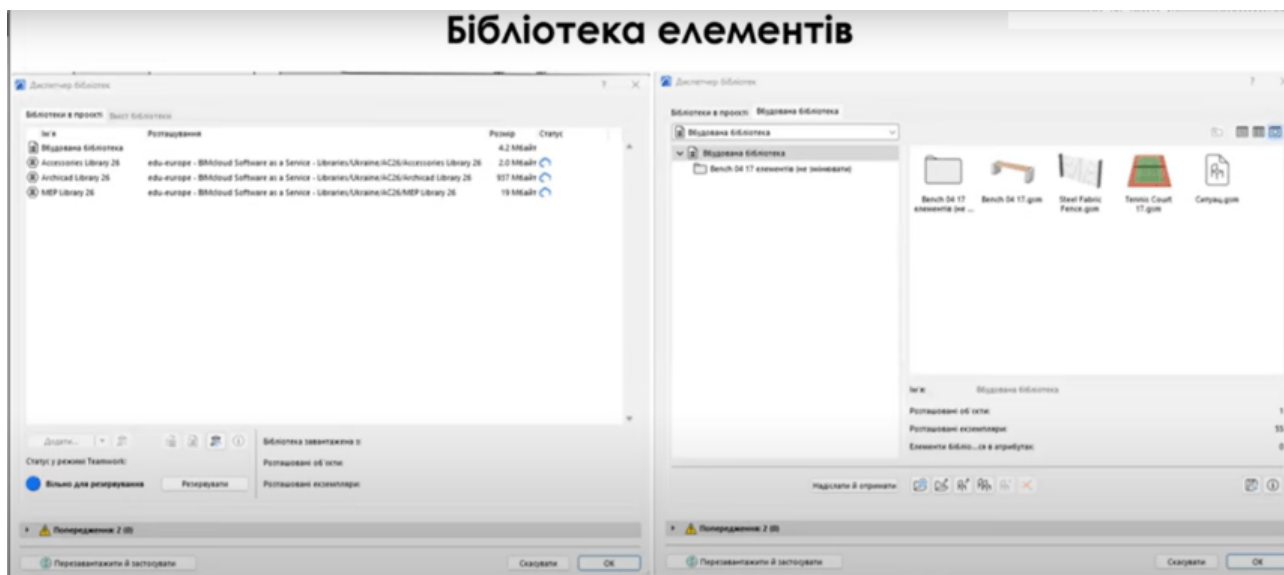 Бібліотека елементів
Диспетчер бібліотек
Бібліотеки в проєкті Вміст бібліотеки
Ім'я Розташування Розмір Статус
Вбудована бібліотека 4.2 Мбайт
Accessories Library 26 edu-europe - BIMcloud Software as a Service - Libraries/Ukraine/AC26/Accessories Library 26 2.0 Мбайт
Archicad Library 26 edu-europe - BIMcloud Software as a Service - Libraries/Ukraine/AC26/Archicad Library 26 937 Мбайт
MEP Library 26 edu-europe - BIMcloud Software as a Service - Libraries/Ukraine/AC26/MEP Library 26 19 Мбайт
Додати...
Бібліотека завантажена з:
Статус у режимі Teamwork:
Розташовані об'єкти:
Вільно для резервування Резервувати Розташовані екземпляри:
Попередження: 2 (0)
Перезавантажити й застосувати Скасувати OK
Диспетчер бібліотек
Бібліотеки в проєкті Вбудована бібліотека
Вбудована бібліотека
Вбудована бібліотека
Bench 04 17 елементів (не змінювати)
Bench 04 17 Bench 04 17.gsm Steel Fabric Tennis Court Ситуац.gsm
елементів (не ... Fence.gsm 17.gsm
Ім'я: Вбудована бібліотека
Розташовані об'єкти: 1
Розташовані екземпляри: 55
Елементи бібліо...ся в атрибутах: 0
Надіслати й отримати:
Попередження: 2 (0)
Перезавантажити й застосувати Скасувати OK